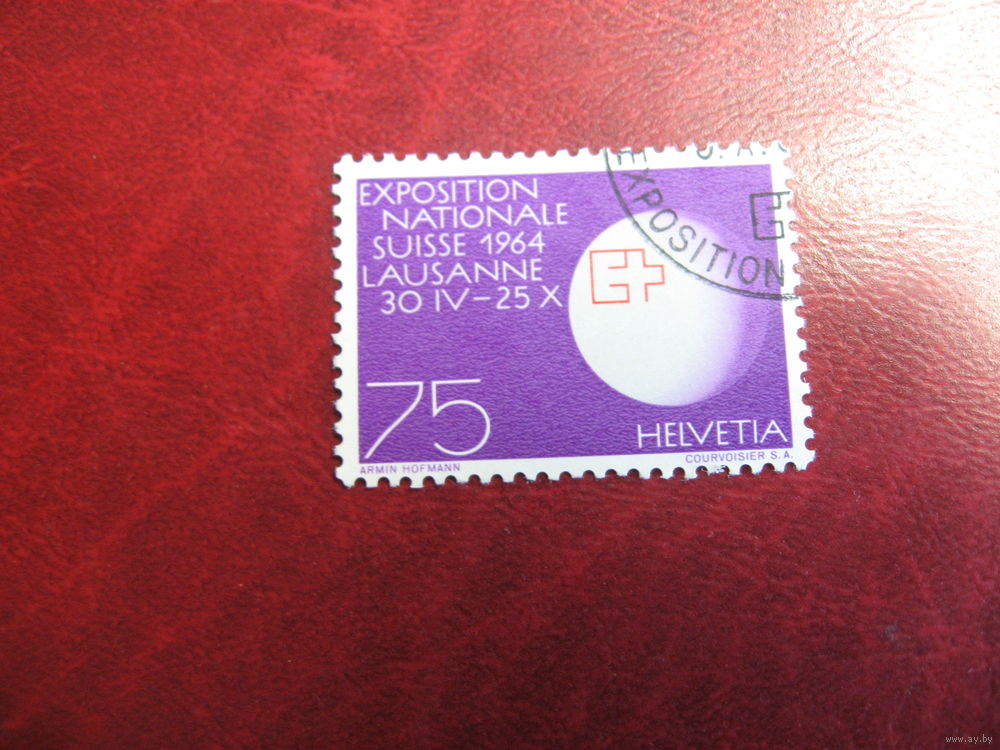 EXPOSITION
NATIONALE
SUISSE 1964
LAUSANNE
30 IV – 25 X
75
HELVETIA
ARMIN HOFMANN
COURVOISIER S.A.
EXPOSITION
E
www.ay.by